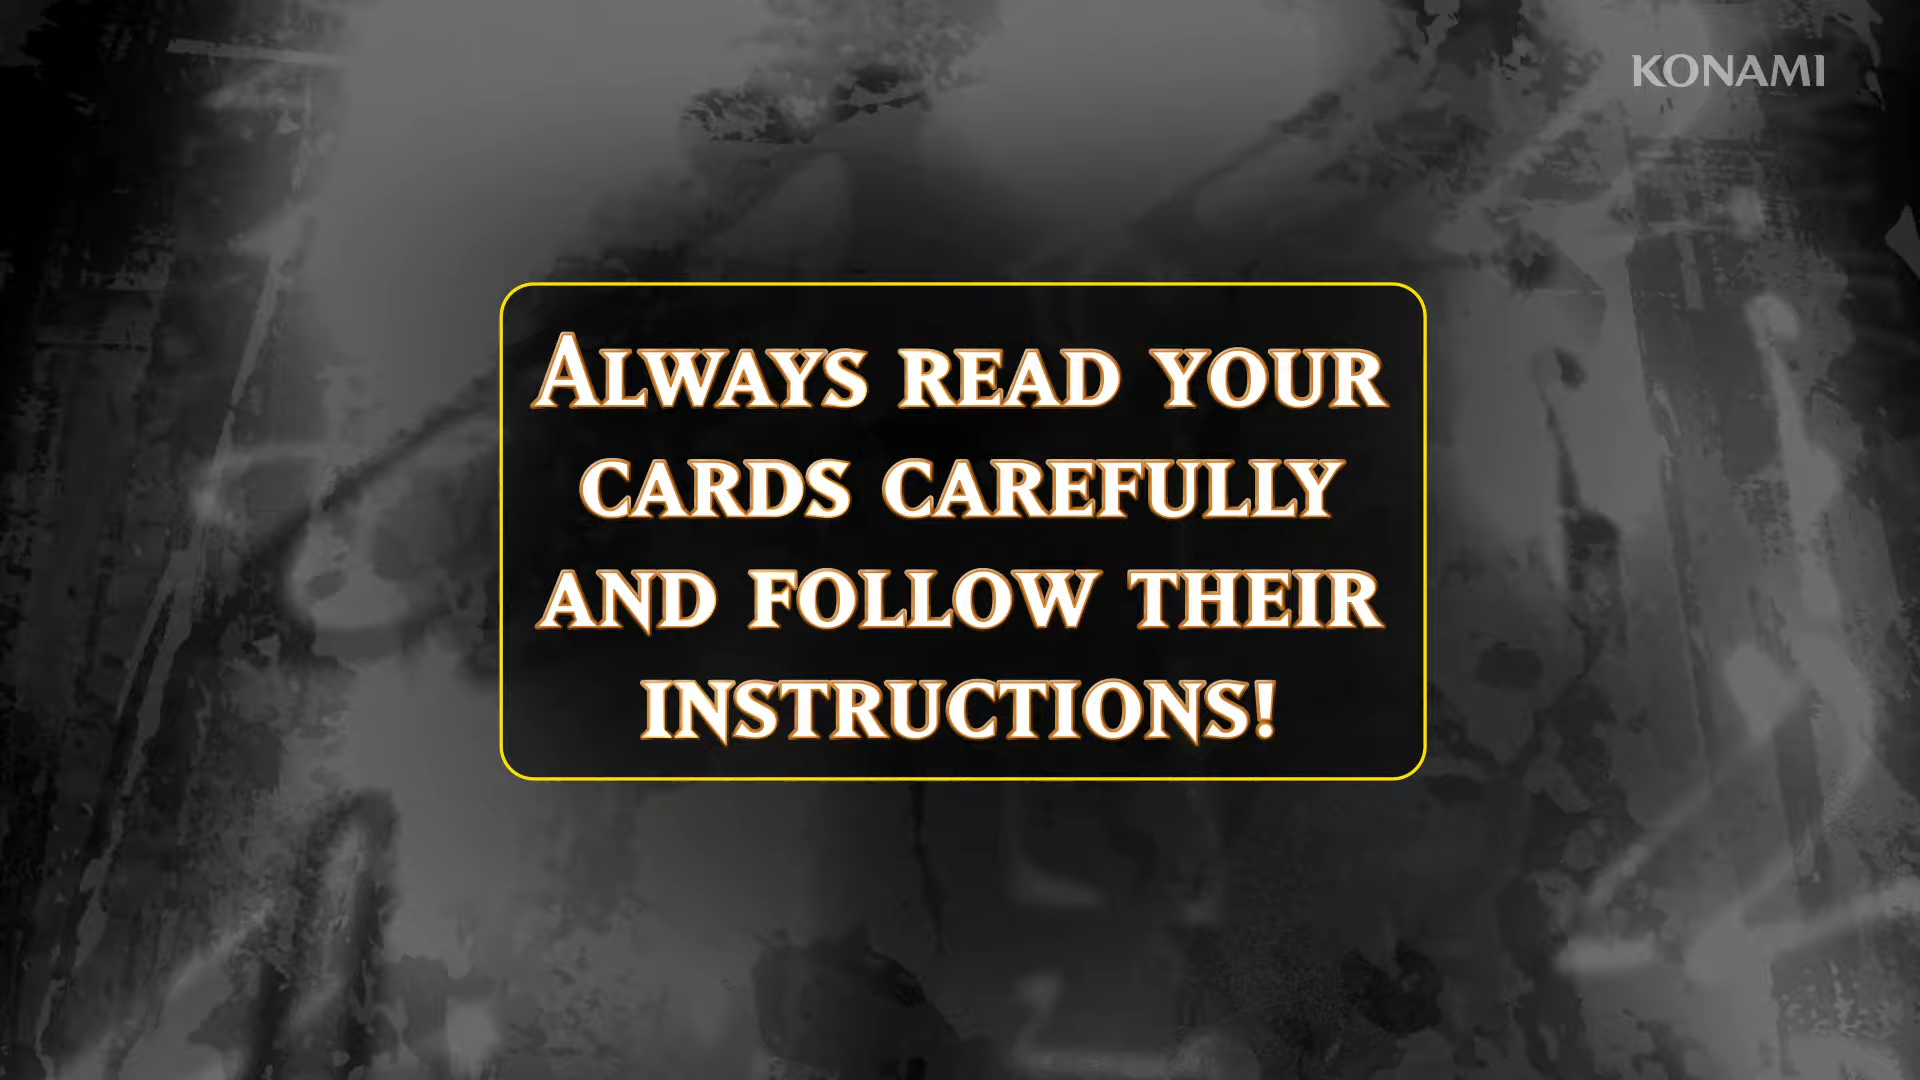 KONAMI
Always read your
cards carefully
and follow their
instructions!